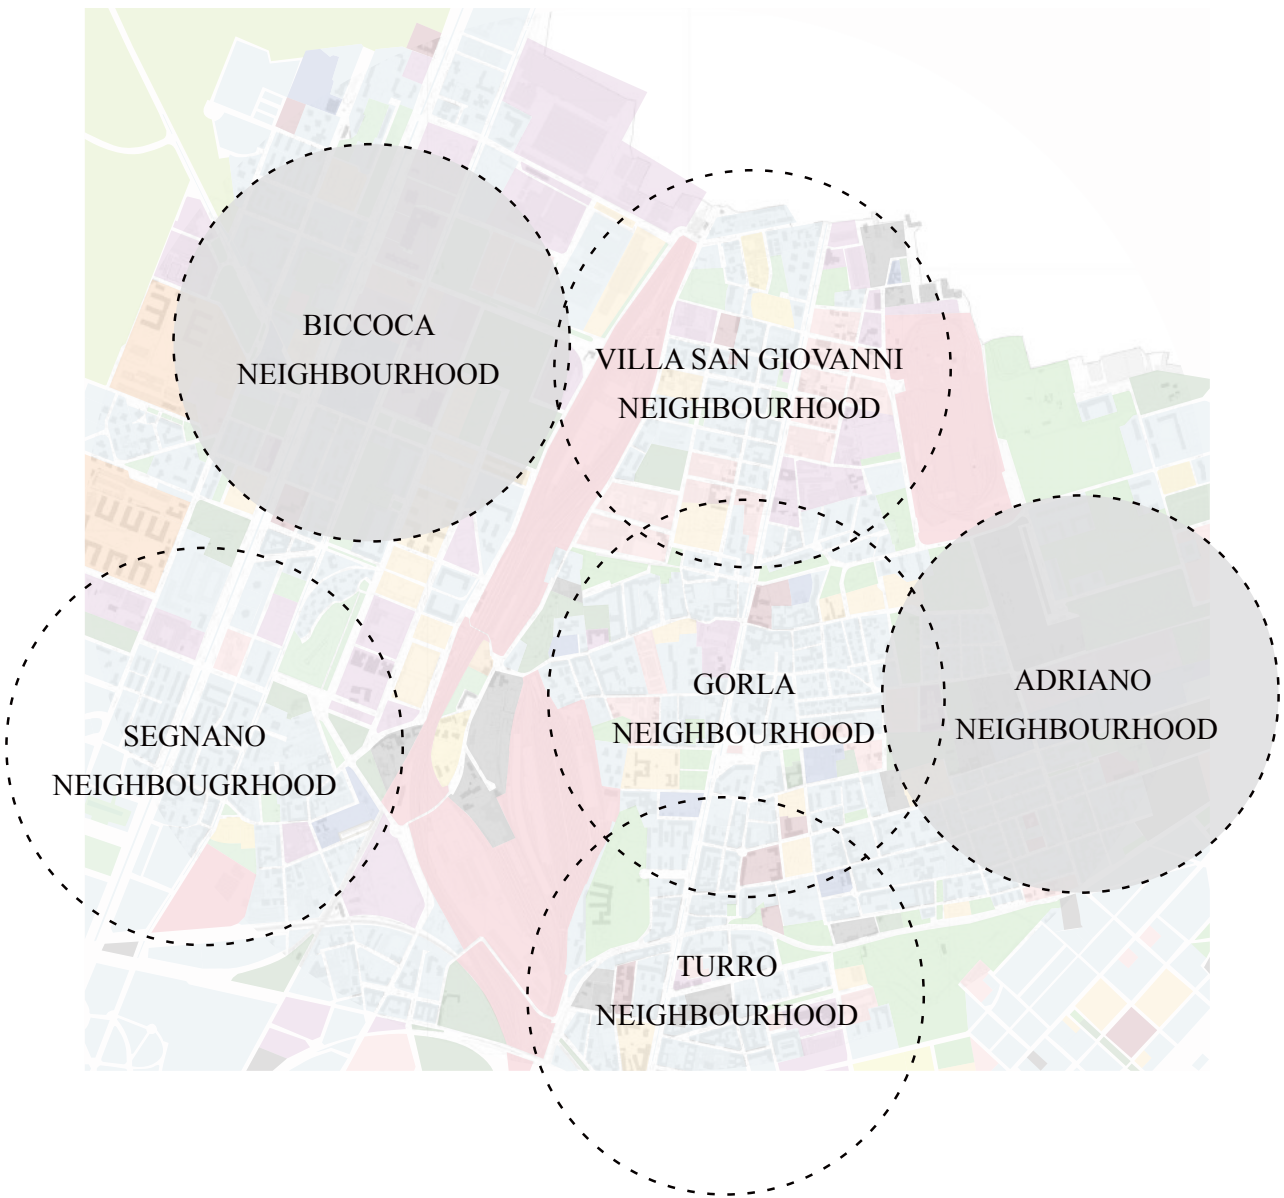 BICCOCA
NEIGHBOURHOOD
VILLA SAN GIOVANNI
NEIGHBOURHOOD
GORLA
NEIGHBOURHOOD
ADRIANO
NEIGHBOURHOOD
SEGNANO
NEIGHBOUGRHOOD
TURRO
NEIGHBOURHOOD